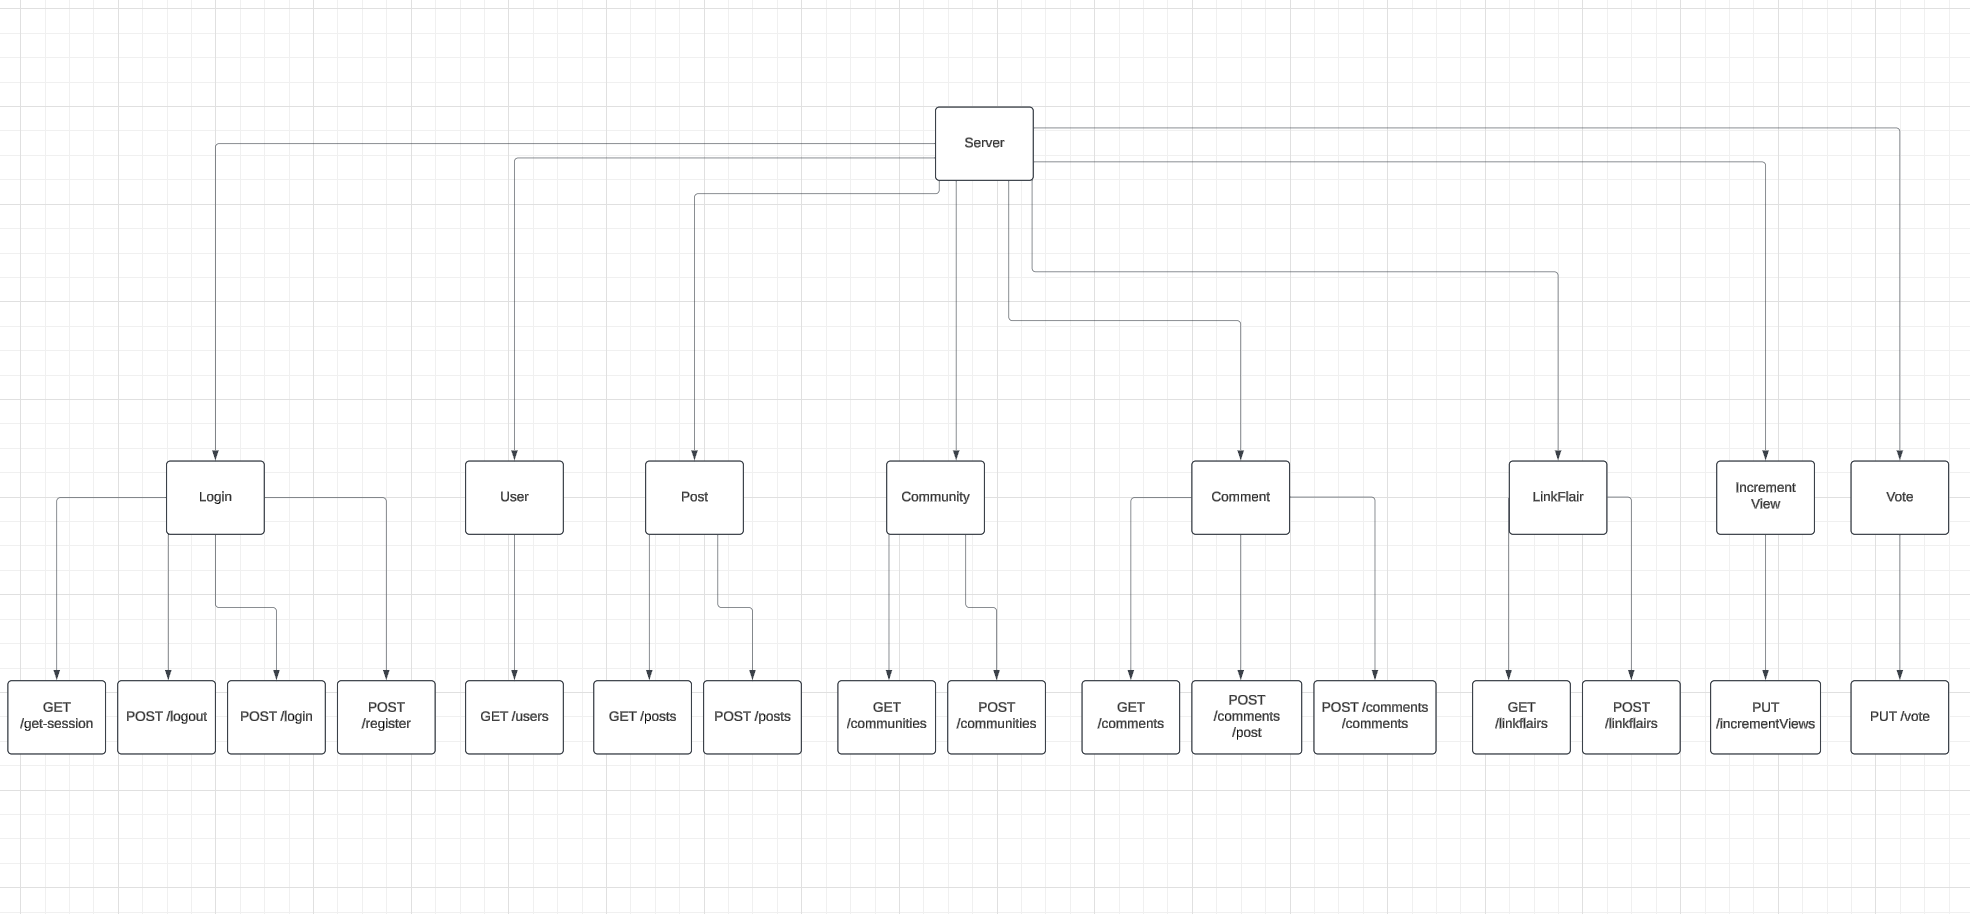 Server
Login
User
Post
Community
Comment
LinkFlair
Increment
View
Vote
GET
/get-session
POST /logout
POST /login
POST
/register
GET /users
GET /posts
POST /posts
GET
/communities
POST
/communities
GET
/comments
POST
/comments
/post
POST /comments
/comments
GET
/linkflairs
POST
/linkflairs
PUT
/incrementViews
PUT /vote